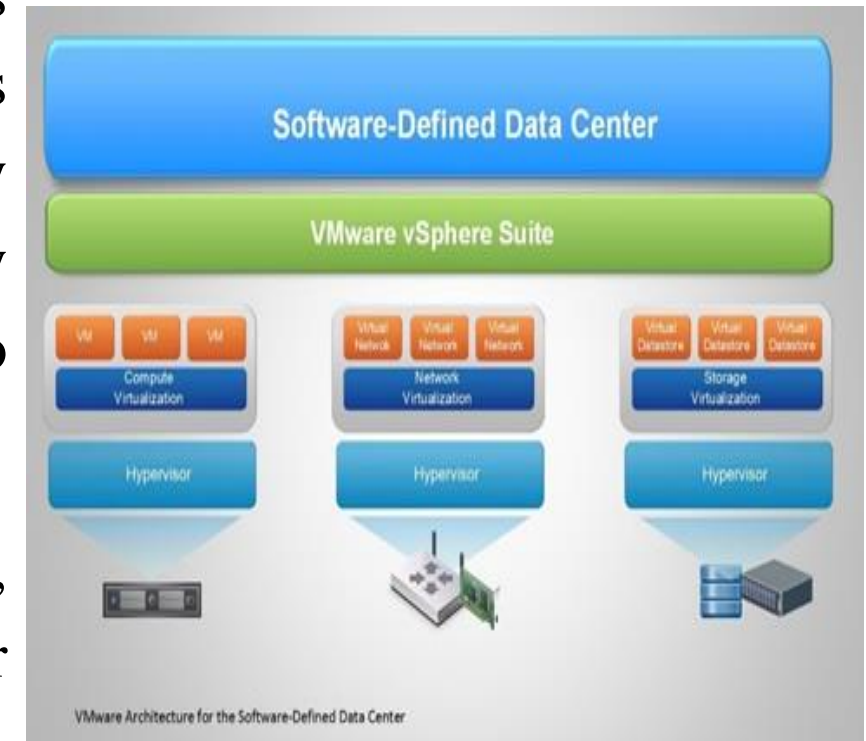 Software-Defined Data Center
VMware vSphere Suite
VM VM VM
Compute
Virtualization
Hypervisor
Virtual Virtual Virtual
Netwok Network Network
Network
Virtualization
Hypervisor
Virtual Virtual Virtual
Datastore Datastore Datastore
Storage
Virtualization
Hypervisor
VMware Architecture for the Software-Defined Data Center